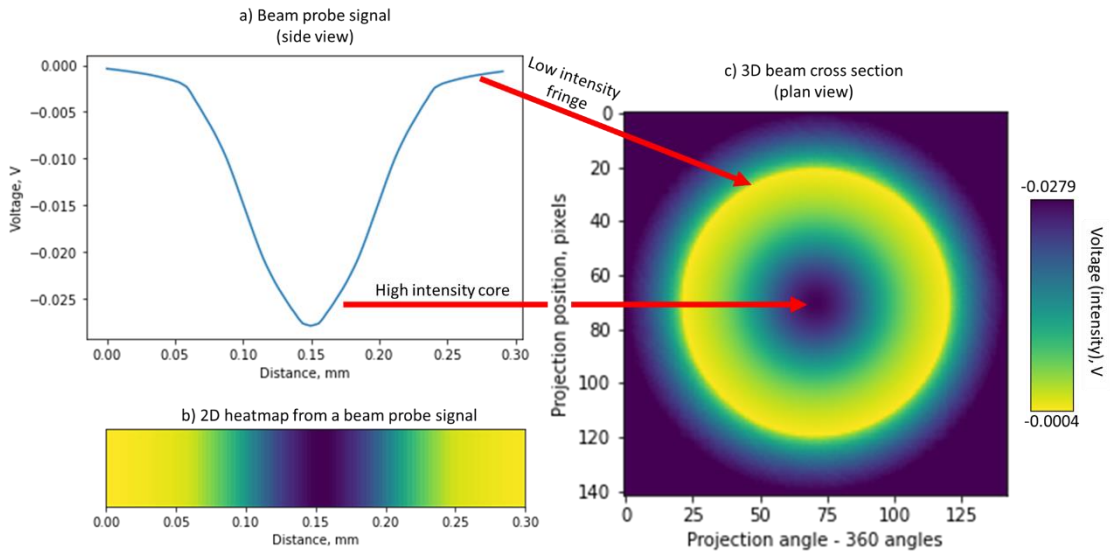 a) Beam probe signal
(side view)
0.000
−0.005
−0.010
−0.015
−0.020
−0.025
Voltage, V
0.00 0.05 0.10 0.15 0.20 0.25 0.30
Distance, mm
Low intensity
fringe
High intensity core
b) 2D heatmap from a beam probe signal
0.00 0.05 0.10 0.15 0.20 0.25 0.30
Distance, mm
c) 3D beam cross section
(plan view)
0
20
40
60
80
100
120
140
Projection position, pixels
0 25 50 75 100 125
Projection angle - 360 angles
-0.0279
Voltage (intensity), V
-0.0004